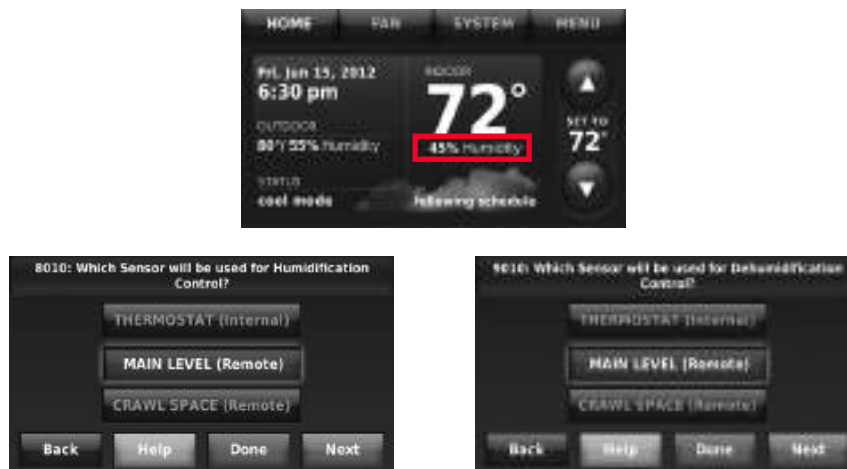 HOME FAN SYSTEM MENU
Fri, Jun 15, 2012
6:30 pm
INDOOR
72°
OUTDOOR
80°/ 55% Humidity
45% Humidity
SET TO
72°
STATUS
cool mode
following schedule
8010: Which Sensor will be used for Humidification
Control?
THERMOSTAT (Internal)
MAIN LEVEL (Remote)
CRAWL SPACE (Remote)
Back Help Done Next
9010: Which Sensor will be used for Dehumidification
Control?
THERMOSTAT (Internal)
MAIN LEVEL (Remote)
CRAWL SPACE (Remote)
Back Help Done Next